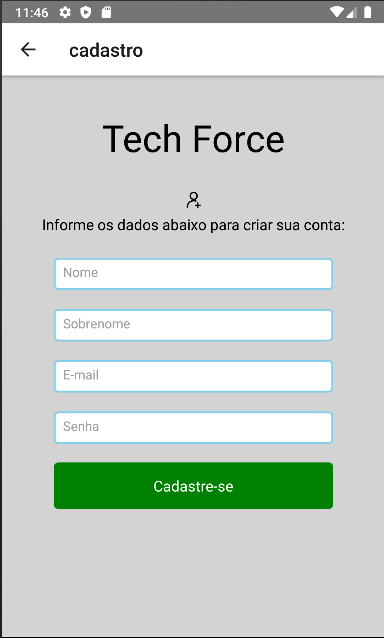 11:46
cadastro
Tech Force
Informe os dados abaixo para criar sua conta:
Nome
Sobrenome
E-mail
Senha
Cadastre-se